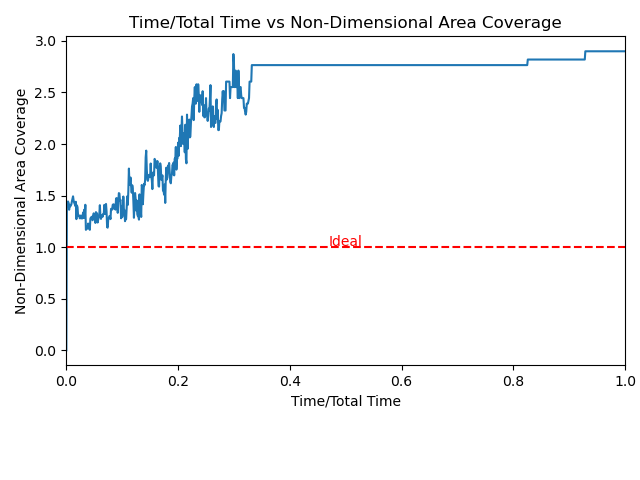 Time/Total Time vs Non-Dimensional Area Coverage
3.0
2.5
2.0
1.5
1.0
0.5
0.0
Non-Dimensional Area Coverage
Ideal
0.0 0.2 0.4 0.6 0.8 1.0
Time/Total Time